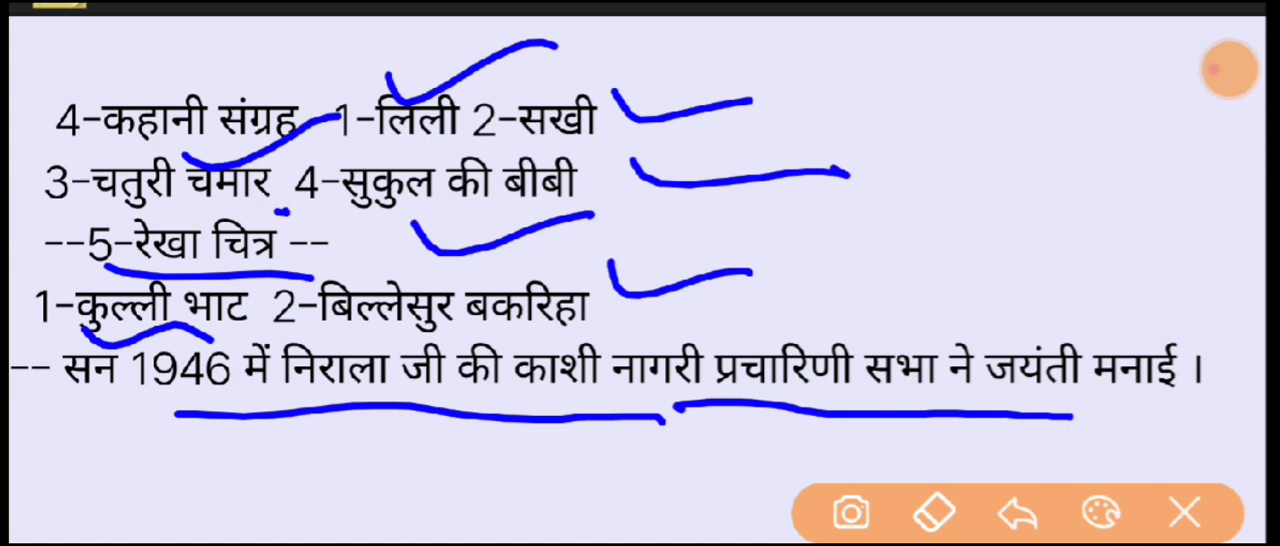 4-कहानी संग्रह 1-लिली 2-सखी
3-चतुरी चमार 4-सुकुल की बीबी
--5-रेखा चित्र --
1-कुल्ली भाट 2-बिल्लेसुर बकरिहा
-- सन 1946 में निराला जी की काशी नागरी प्रचारिणी सभा ने जयंती मनाई ।